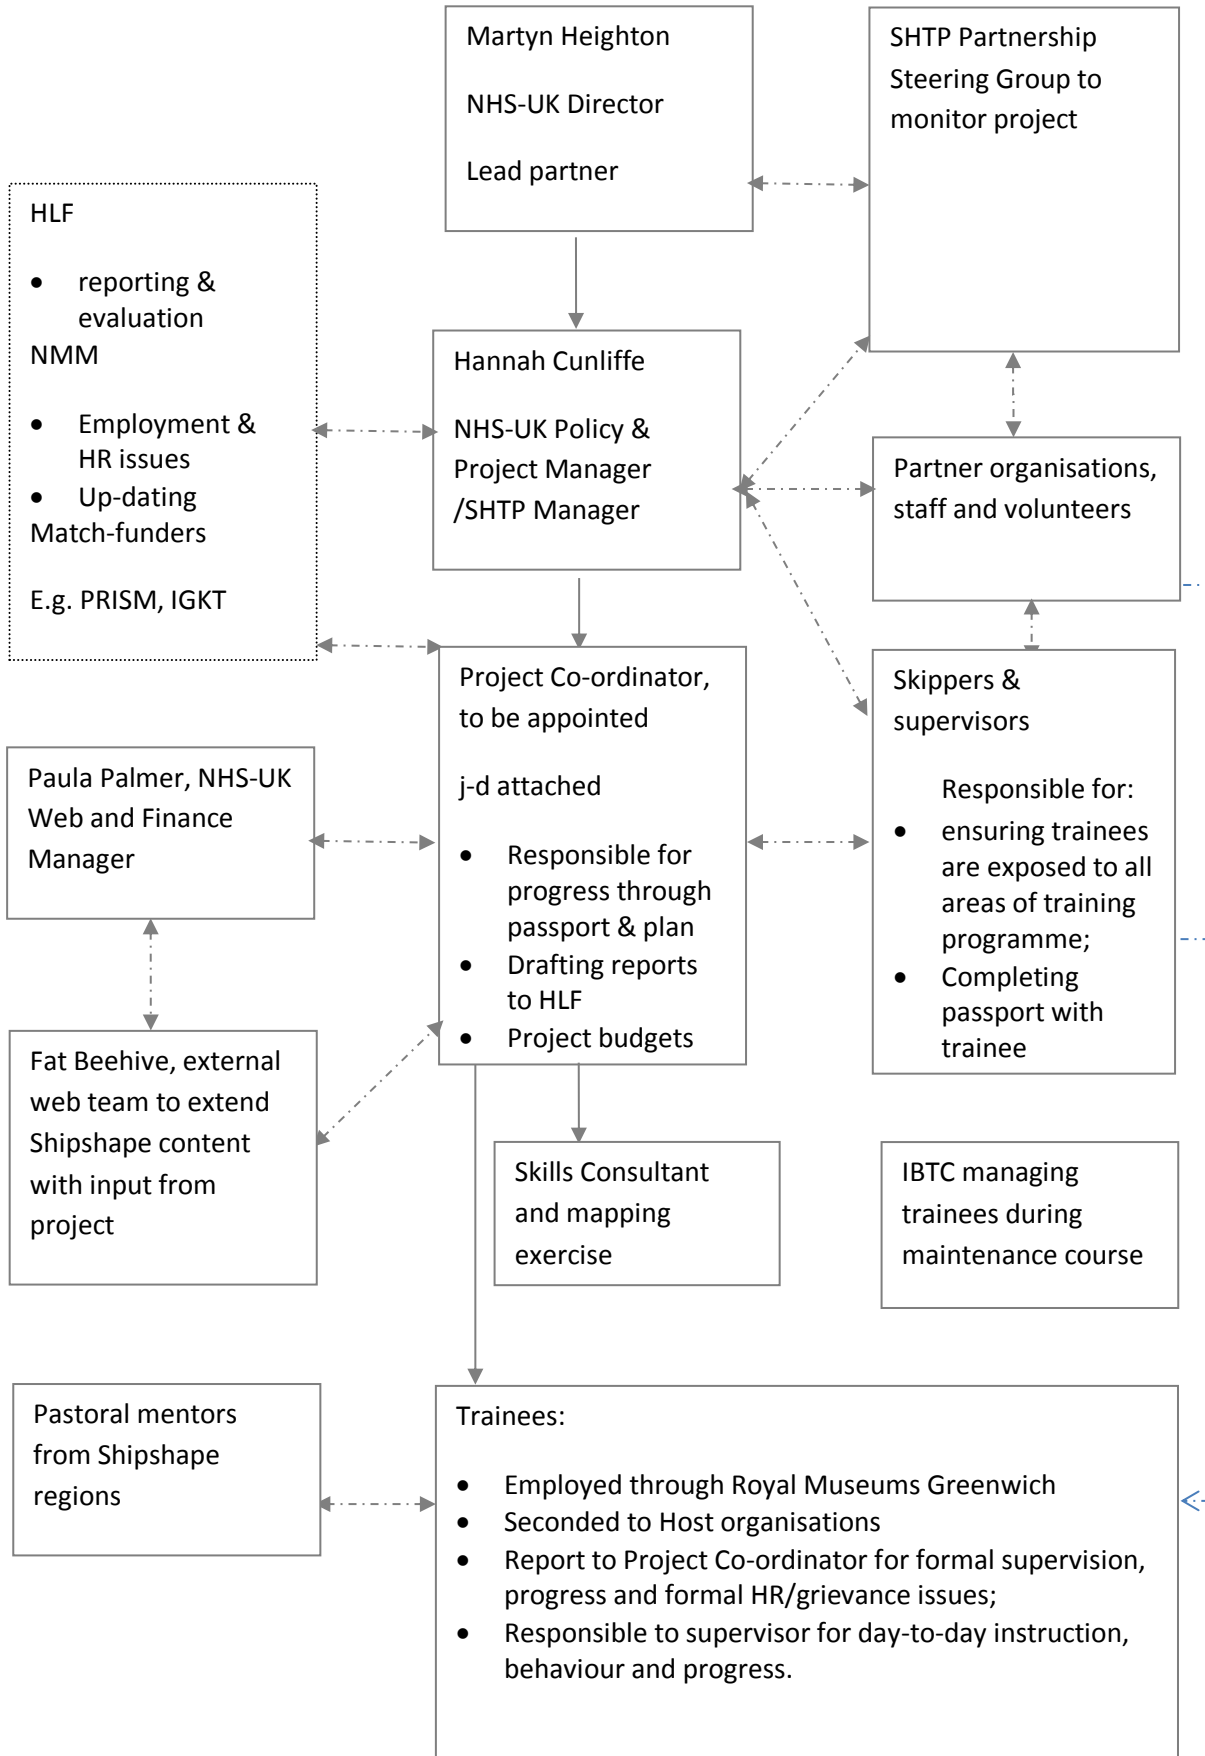 Martyn Heighton
NHS-UK Director
Lead partner
SHTP Partnership
Steering Group to
monitor project
HLF
• reporting &
evaluation
NMM
• Employment &
HR issues
• Up-dating
Match-funders
E.g. PRISM, IGKT
Hannah Cunliffe
NHS-UK Policy &
Project Manager
/SHTP Manager
Partner organisations,
staff and volunteers
Project Co-ordinator,
to be appointed
j-d attached
• Responsible for
progress through
passport & plan
• Drafting reports
to HLF
• Project budgets
Skippers &
supervisors
Responsible for:
• ensuring trainees
are exposed to all
areas of training
programme;
• Completing
passport with
trainee
Paula Palmer, NHS-UK
Web and Finance
Manager
Fat Beehive, external
web team to extend
Shipshape content
with input from
project
Skills Consultant
and mapping
exercise
IBTC managing
trainees during
maintenance course
Pastoral mentors
from Shipshape
regions
Trainees:
• Employed through Royal Museums Greenwich
• Seconded to Host organisations
• Report to Project Co-ordinator for formal supervision,
progress and formal HR/grievance issues;
• Responsible to supervisor for day-to-day instruction,
behaviour and progress.